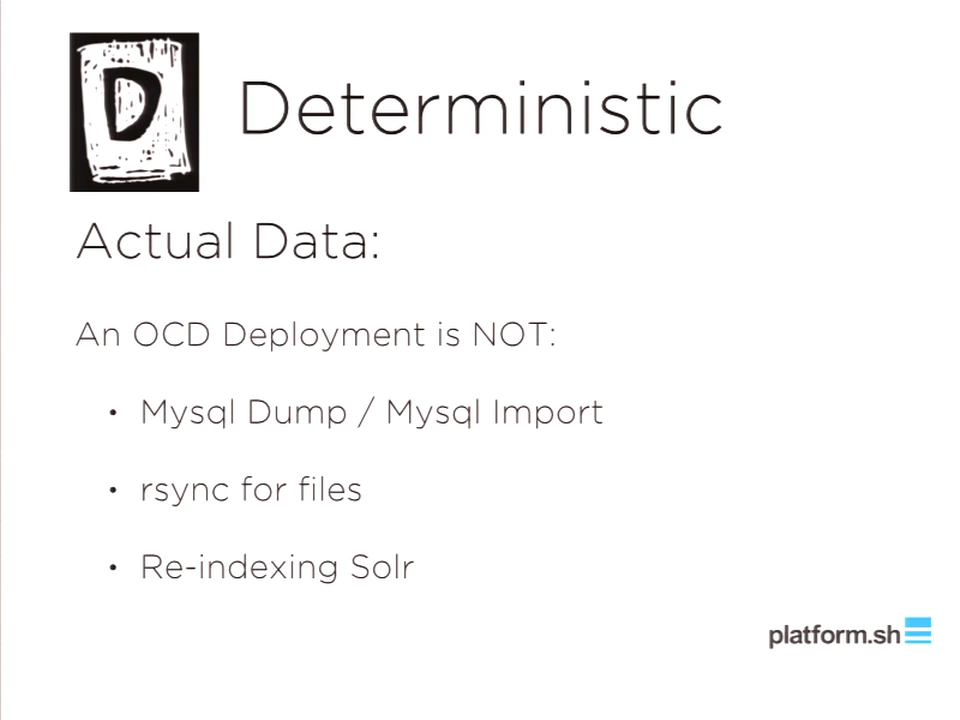 D
Deterministic
Actual Data:
An OCD Deployment is NOT:
• Mysql Dump / Mysql Import
• rsync for files
• Re-indexing Solr
platform.sh